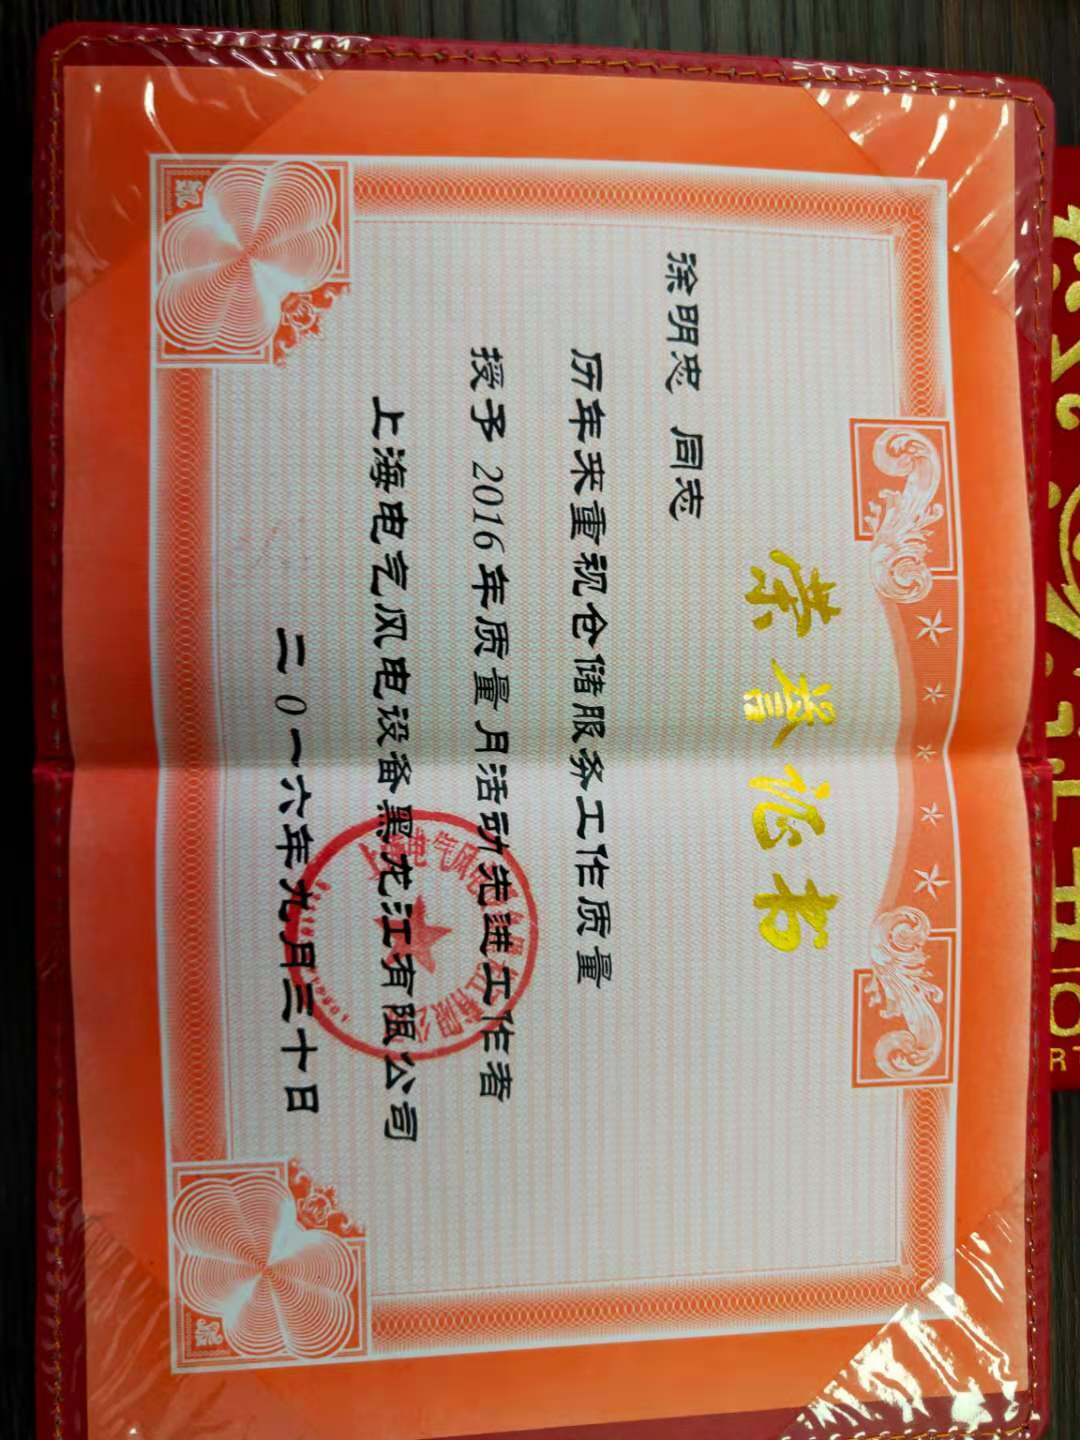 荣誉证书
徐明忠 同志
历年来重视仓储服务工作质量
授予 2016 年质量月活动先进工作者
上海电气风电设备黑龙江有限公司
二0一六年九月三十日